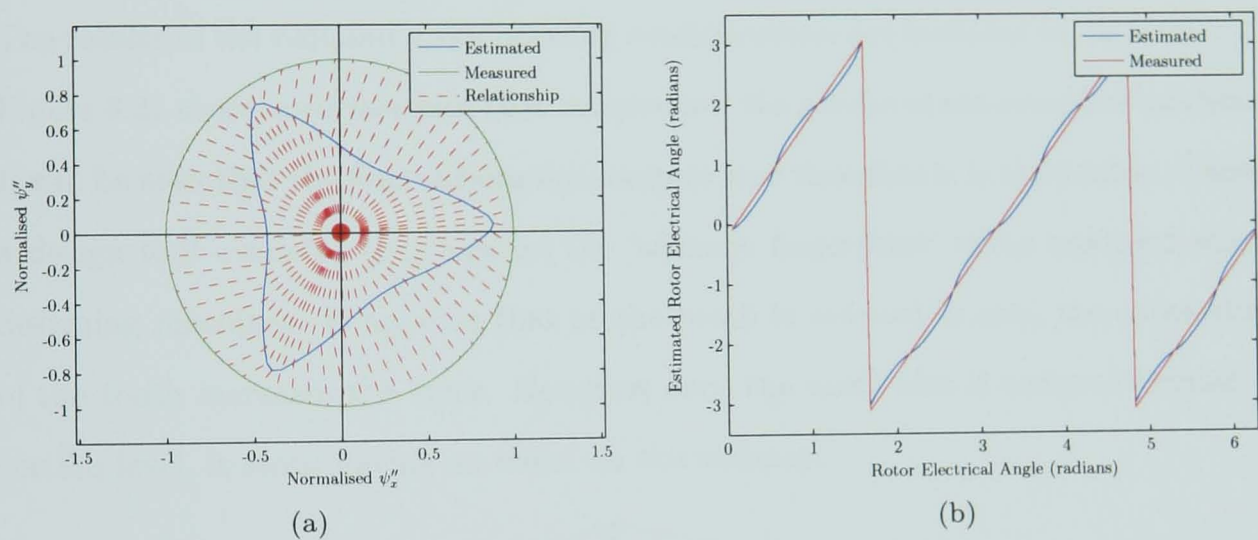 Estimated
Measured
Relationship
1
0.8
0.6
0.4
0.2
0
-0.2
-0.4
-0.6
-0.8
-1
Normalised ψ″y
-1.5 -1 -0.5 0 0.5 1 1.5
Normalised ψ″x
(a)
Estimated
Measured
3
2
1
0
-1
-2
-3
Estimated Rotor Electrical Angle (radians)
0 1 2 3 4 5 6
Rotor Electrical Angle (radians)
(b)